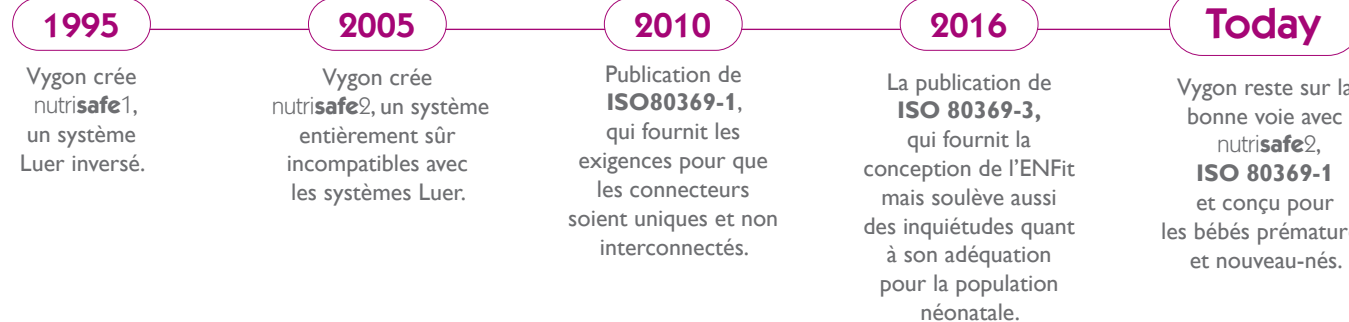 1995
Vygon crée
nutrisafe1,
un système
Luer inversé.
2005
Vygon crée
nutrisafe2, un système
entièrement sûr
incompatibles avec
les systèmes Luer.
2010
Publication de
ISO80369-1,
qui fournit les
exigences pour que
les connecteurs
soient uniques et non
interconnectés.
2016
La publication de
ISO 80369-3,
qui fournit la
conception de l’ENFit
mais soulève aussi
des inquiétudes quant
à son adéquation
pour la population
néonatale.
Today
Vygon reste sur la
bonne voie avec
nutrisafe2,
ISO 80369-1
et conçu pour
les bébés prématur
et nouveau-nés.